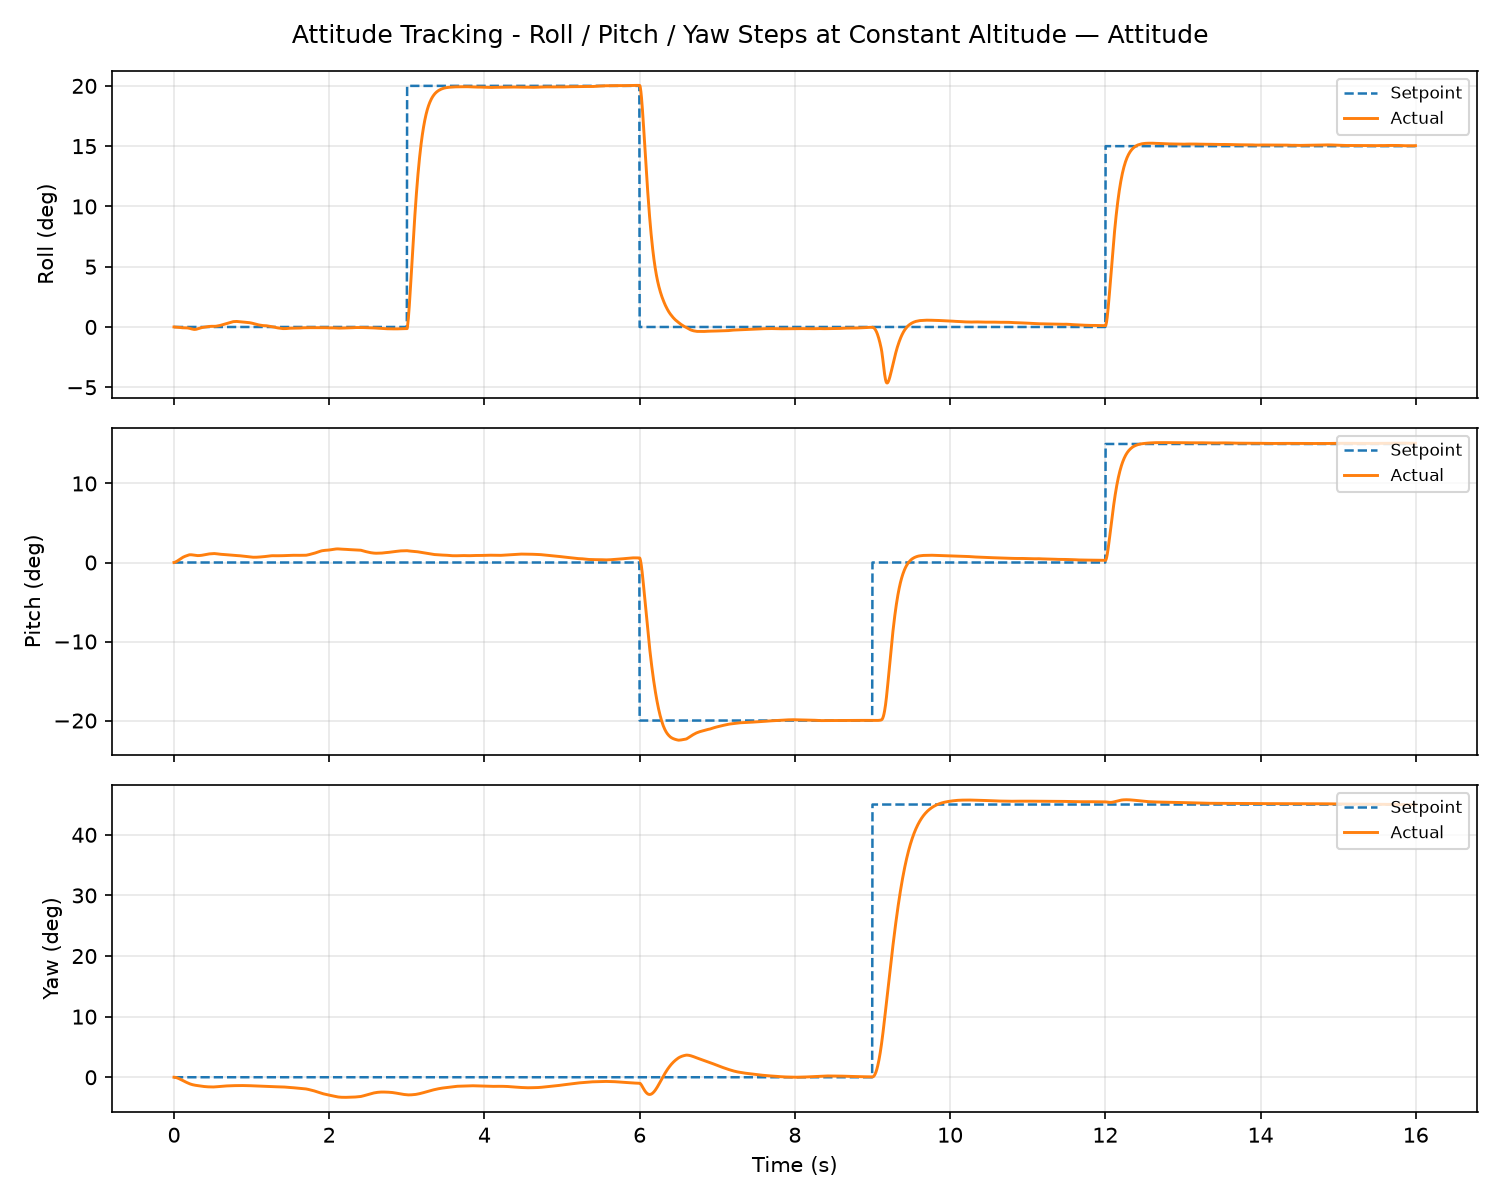 Attitude Tracking - Roll / Pitch / Yaw Steps at Constant Altitude — Attitude
Roll (deg)
20
15
10
5
0
−5
Setpoint
Actual
Pitch (deg)
10
0
−10
−20
Setpoint
Actual
Yaw (deg)
40
30
20
10
0
Setpoint
Actual
0 2 4 6 8 10 12 14 16
Time (s)